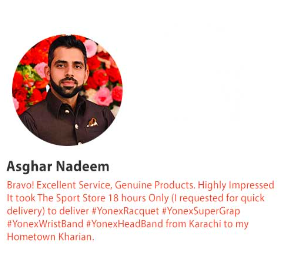 Asghar Nadeem
Bravo! Excellent Service, Genuine Products. Highly Impressed
It took The Sport Store 18 hours Only (I requested for quick
delivery) to deliver #YonexRacquet #YonexSuperGrap
#YonexWristBand #YonexHeadBand from Karachi to my
Hometown Kharian.